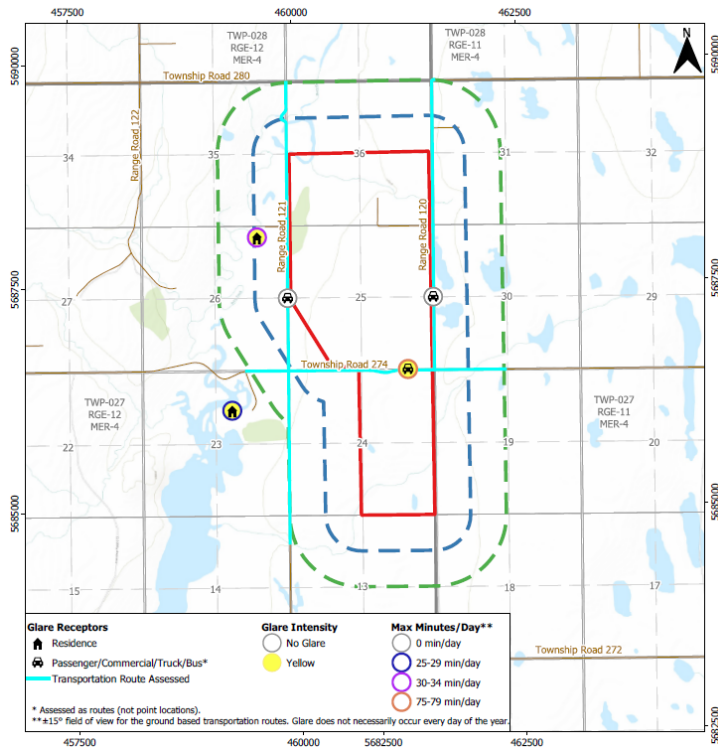 457500
460000
462500
5690000
5690000
TWP-028
RGE-12
MER-4
TWP-028
RGE-11
MER-4
N
Township Road 280
Range Road 122
34
35
36
31
32
Range Road 121
Range Road 120
5687500
5687500
27
26
25
30
29
Township Road 274
TWP-027
RGE-12
MER-4
TWP-027
RGE-11
MER-4
22
23
24
19
20
5685000
5685000
15
14
13
18
17
Township Road 272
Glare Receptors
Residence
Passenger/Commercial/Truck/Bus*
Transportation Route Assessed
Glare Intensity
No Glare
Yellow
Max Minutes/Day**
0 min/day
25-29 min/day
30-34 min/day
75-79 min/day
* Assessed as routes (not point locations).
**±15° field of view for the ground based transportation routes. Glare does not necessarily occur every day of the year.
5682500
457500
460000
5682500
462500